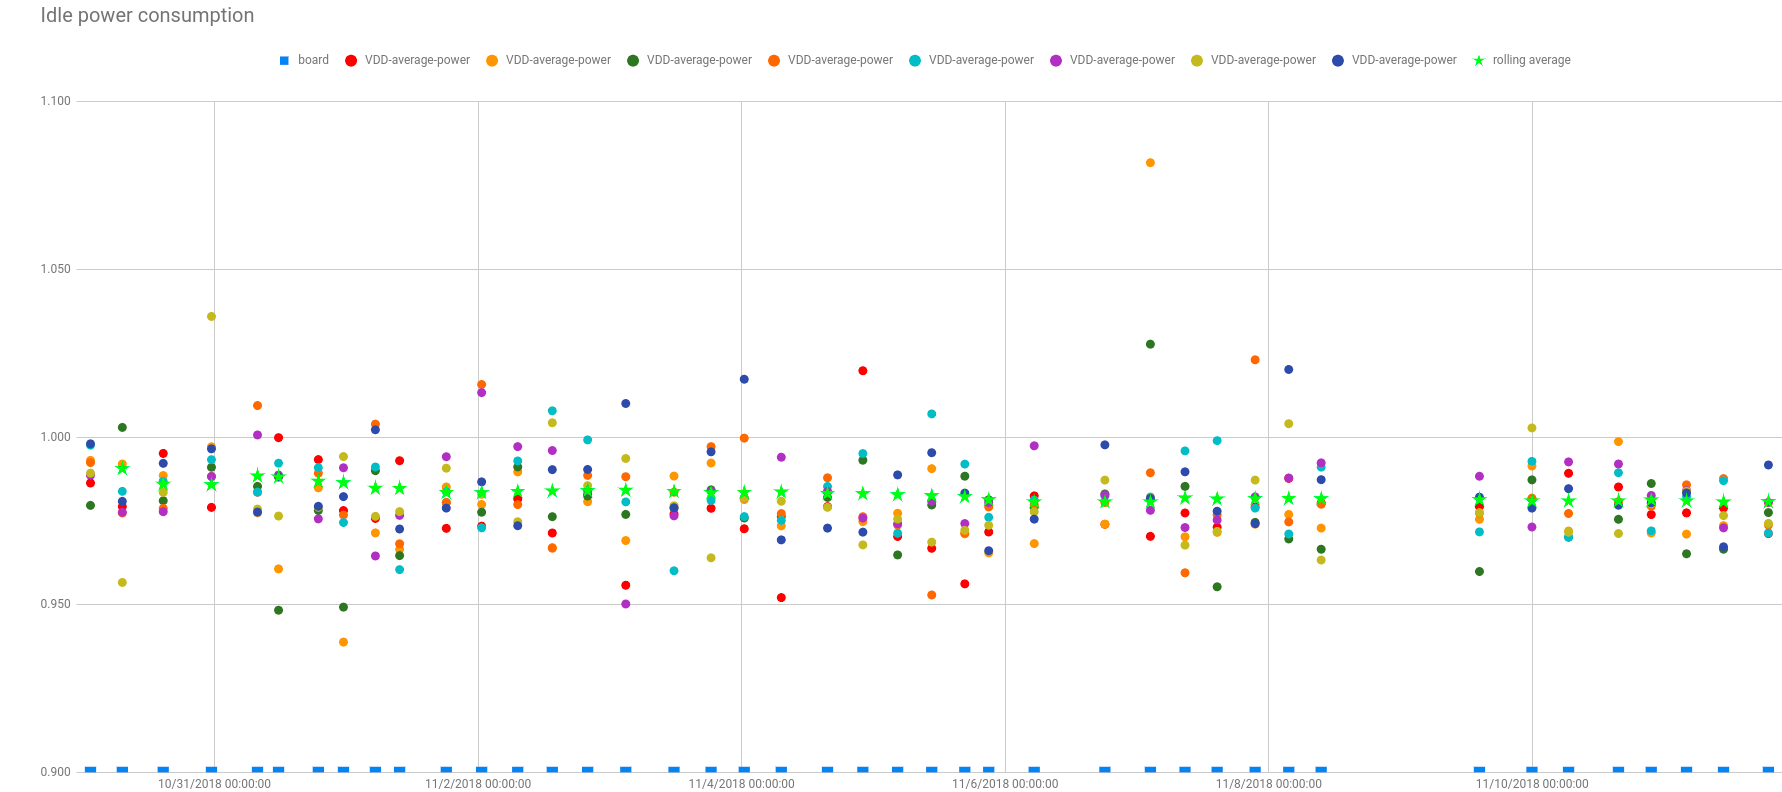 Idle power consumption
board VDD-average-power VDD-average-power VDD-average-power VDD-average-power VDD-average-power VDD-average-power VDD-average-power VDD-average-power rolling average
1.100
1.050
1.000
0.950
0.900
10/31/2018 00:00:00 11/2/2018 00:00:00 11/4/2018 00:00:00 11/6/2018 00:00:00 11/8/2018 00:00:00 11/10/2018 00:00:00